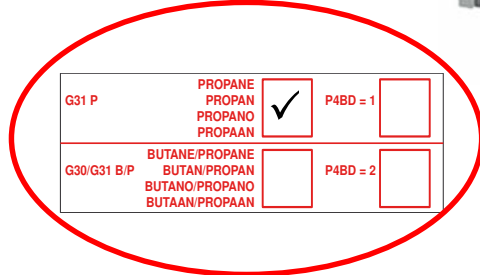 G31 P
PROPANE
PROPAN
PROPANO
PROPAAN
P4BD = 1
G30/G31 B/P
BUTANE/PROPANE
BUTAN/PROPAN
BUTANO/PROPANO
BUTAAN/PROPAAN
P4BD = 2